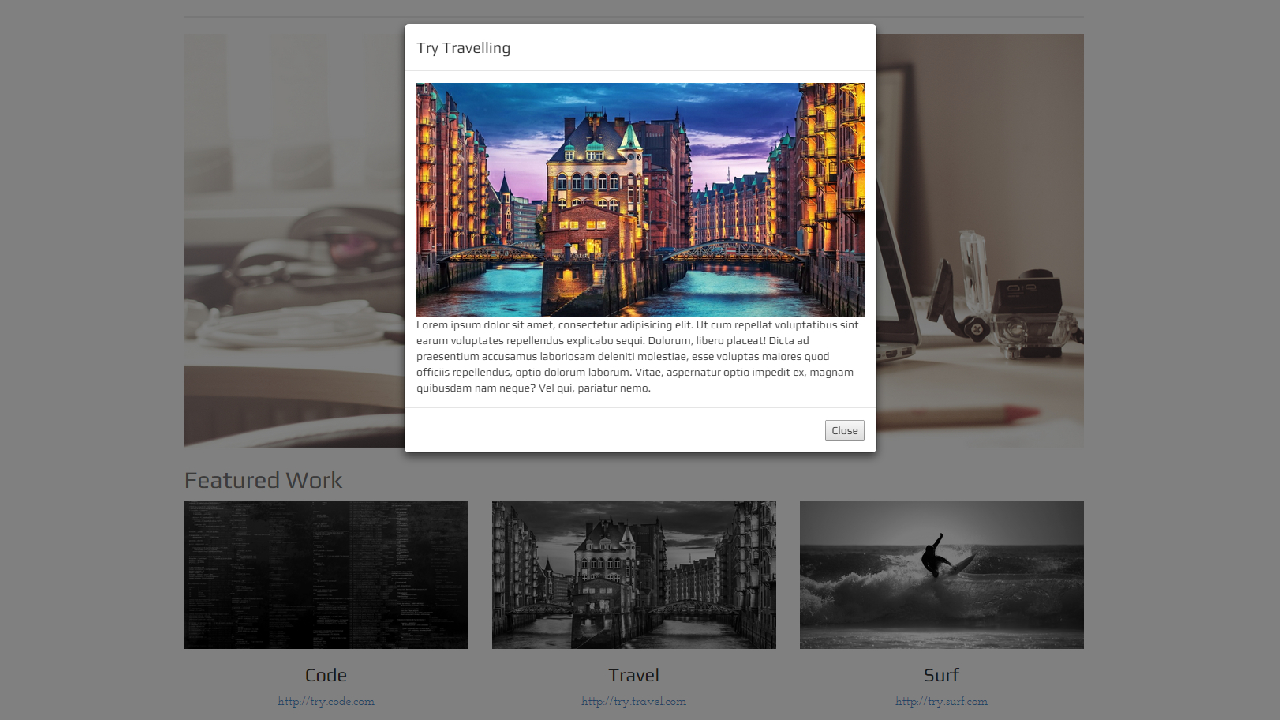 Try Travelling
Lorem ipsum dolor sit amet, consectetur adipisicing elit. Ut cum repellat voluptatibus sint
earum voluptates repellendus explicabo sequi. Dolorum, libero placeat! Dicta ad
praesentium accusamus laboriosam deleniti molestiae, esse voluptas maiores quod
officiis repellendus, optio dolorum laborum. Vitae, aspernatur optio impedit ex, magnam
quibusdam nam neque? Vel qui, pariatur nemo.
Close
Featured Work
Code
Travel
Surf
http://try.code.com
http://try.travel.com
http://try.surf.com